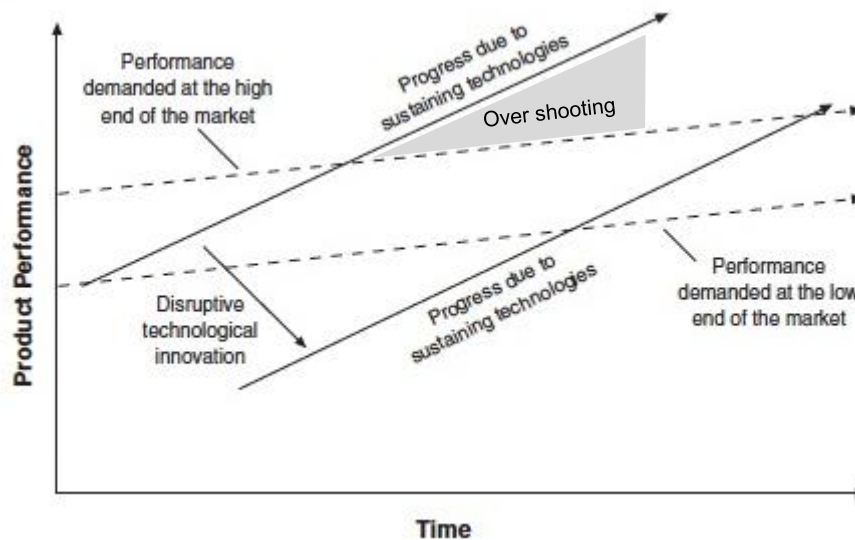 Performance
demanded at the high
end of the market
Progress due to
sustaining technologies
Over shooting
Product Performance
Disruptive
technological
innovation
Progress due to
sustaining technologies
Performance
demanded at the low
end of the market
Time